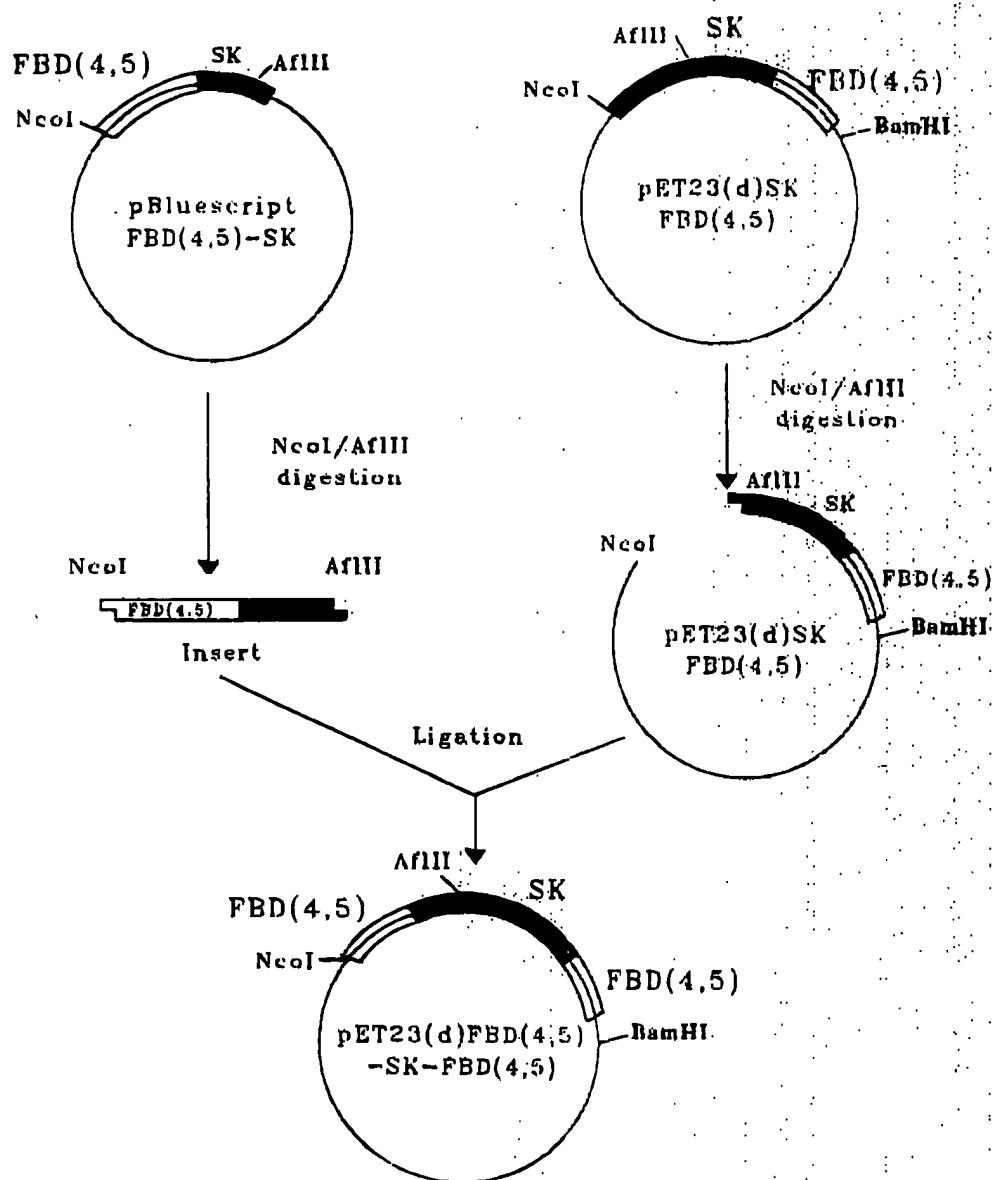 FBD(4,5)
SK
AflII
NcoI
pBluescript
FBD(4,5)-SK
AflII
SK
NcoI
FBD(4,5)
BamHI
pET23(d)SK
FBD(4,5)
NcoI/AflII
digestion
NcoI/AflII
digestion
NcoI
AflII
FBD(4,5)
Insert
AflII
SK
NcoI
FBD(4,5)
BamHI
pET23(d)SK
FBD(4,5)
Ligation
AflII
SK
FBD(4,5)
NcoI
FBD(4,5)
BamHI
pET23(d)FBD(4,5)
-SK-FBD(4,5)